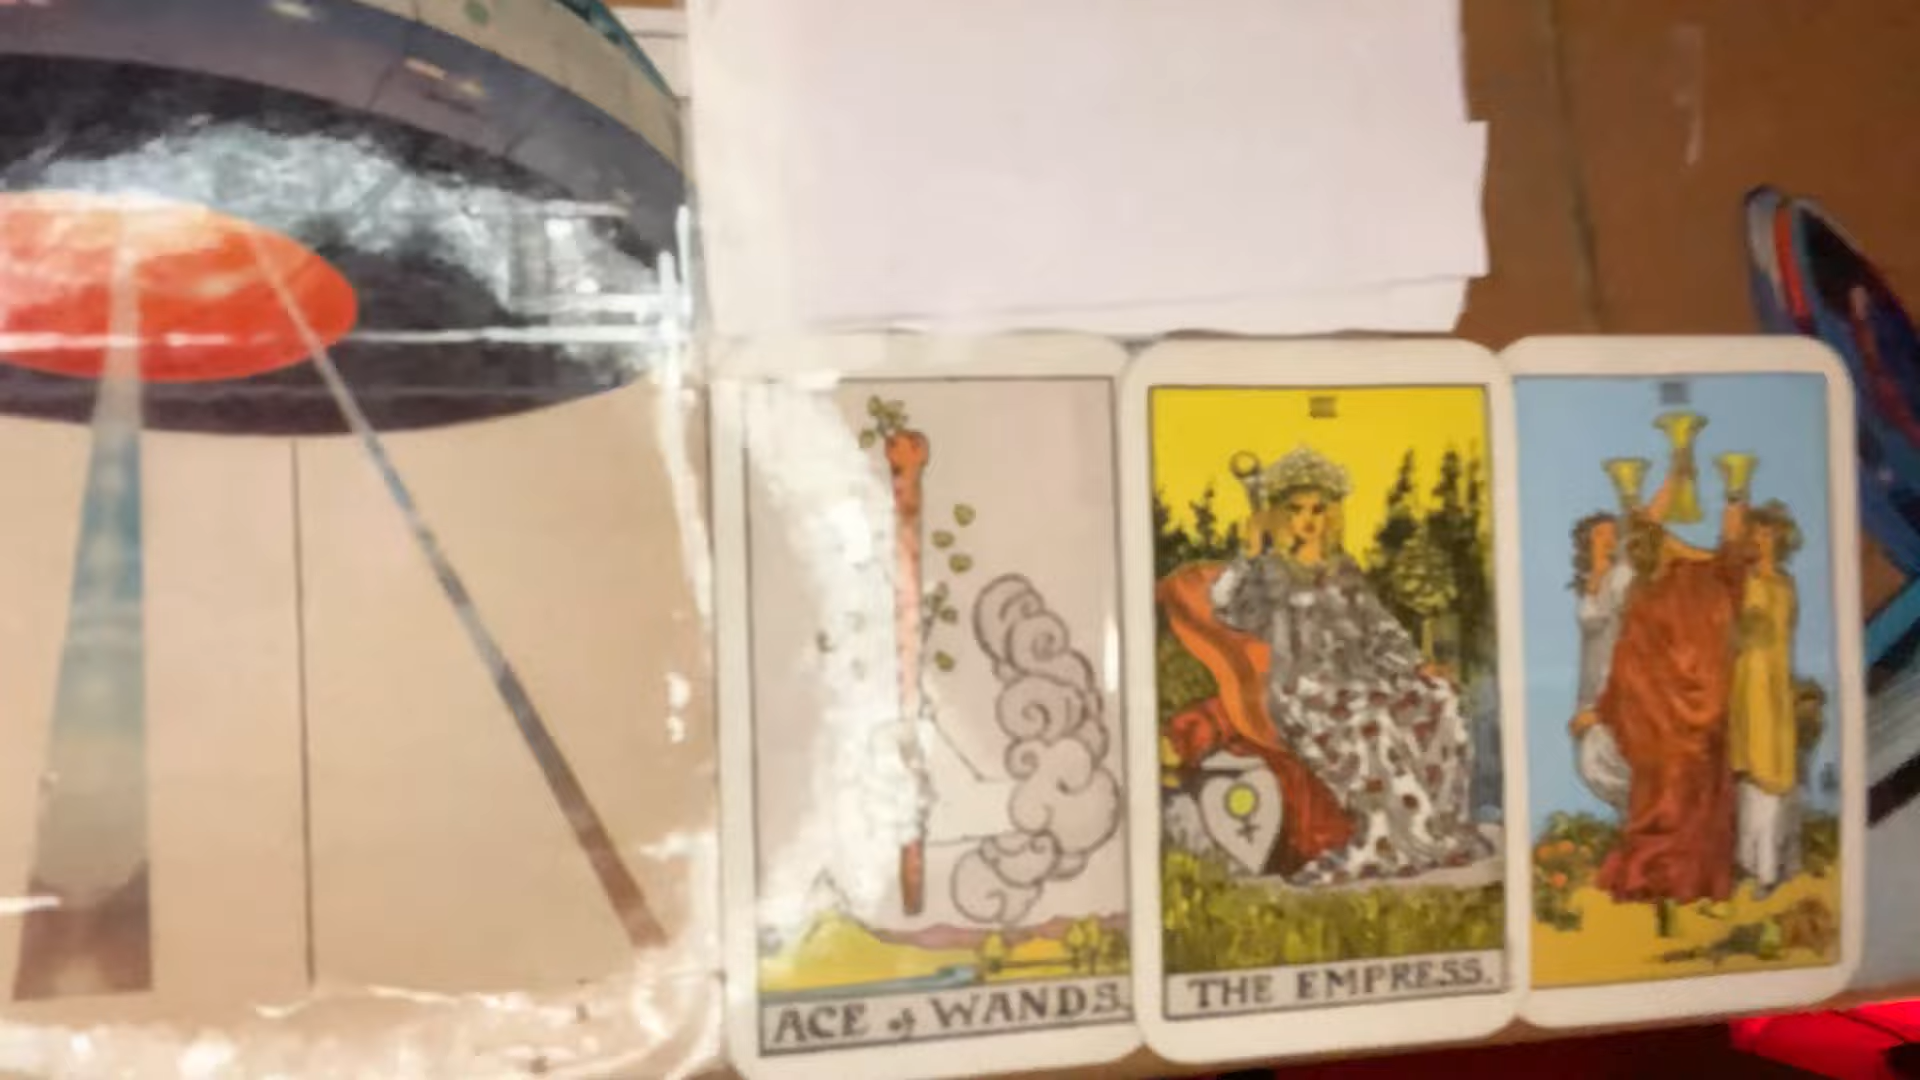 ACE of WANDS.
THE EMPRESS.